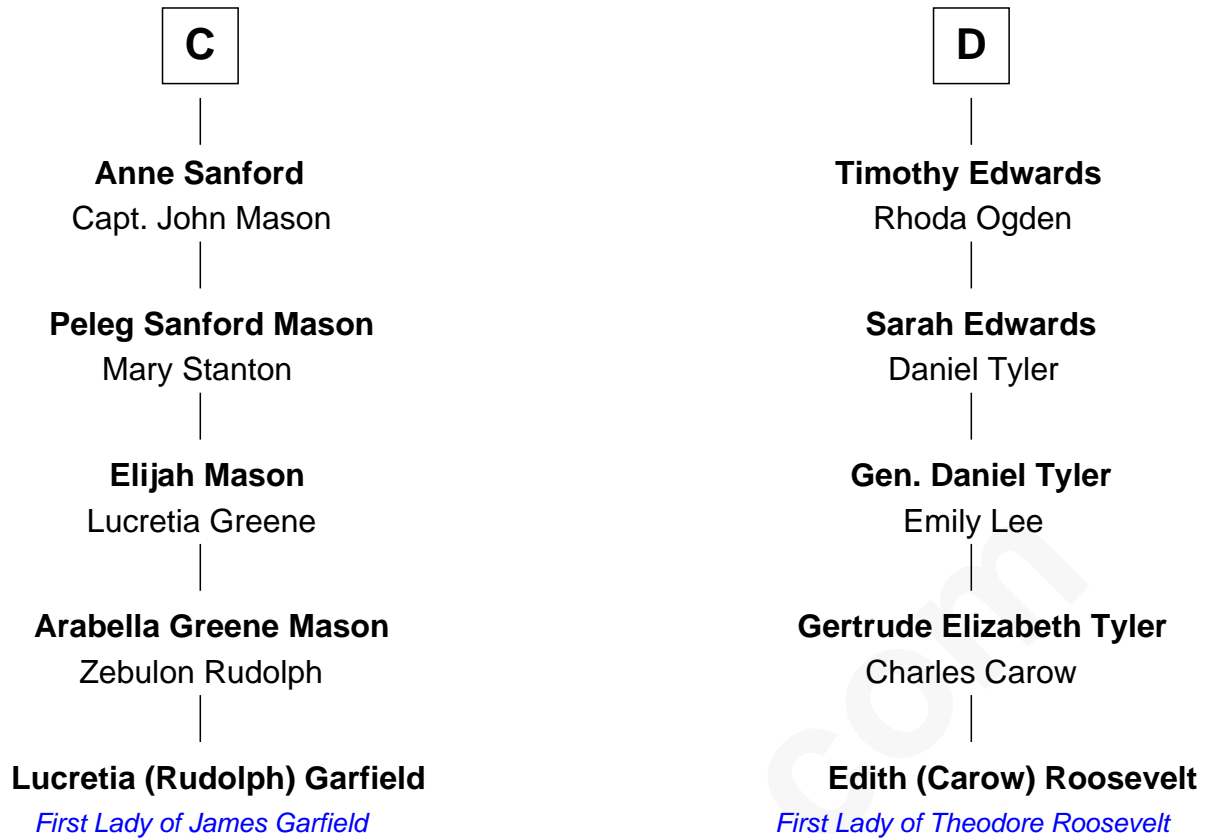 C
Anne Sanford
Capt. John Mason
Peleg Sanford Mason
Mary Stanton
Elijah Mason
Lucretia Greene
Arabella Greene Mason
Zebulon Rudolph
Lucretia (Rudolph) Garfield
First Lady of James Garfield
D
Timothy Edwards
Rhoda Ogden
Sarah Edwards
Daniel Tyler
Gen. Daniel Tyler
Emily Lee
Gertrude Elizabeth Tyler
Charles Carow
Edith (Carow) Roosevelt
First Lady of Theodore Roosevelt
com